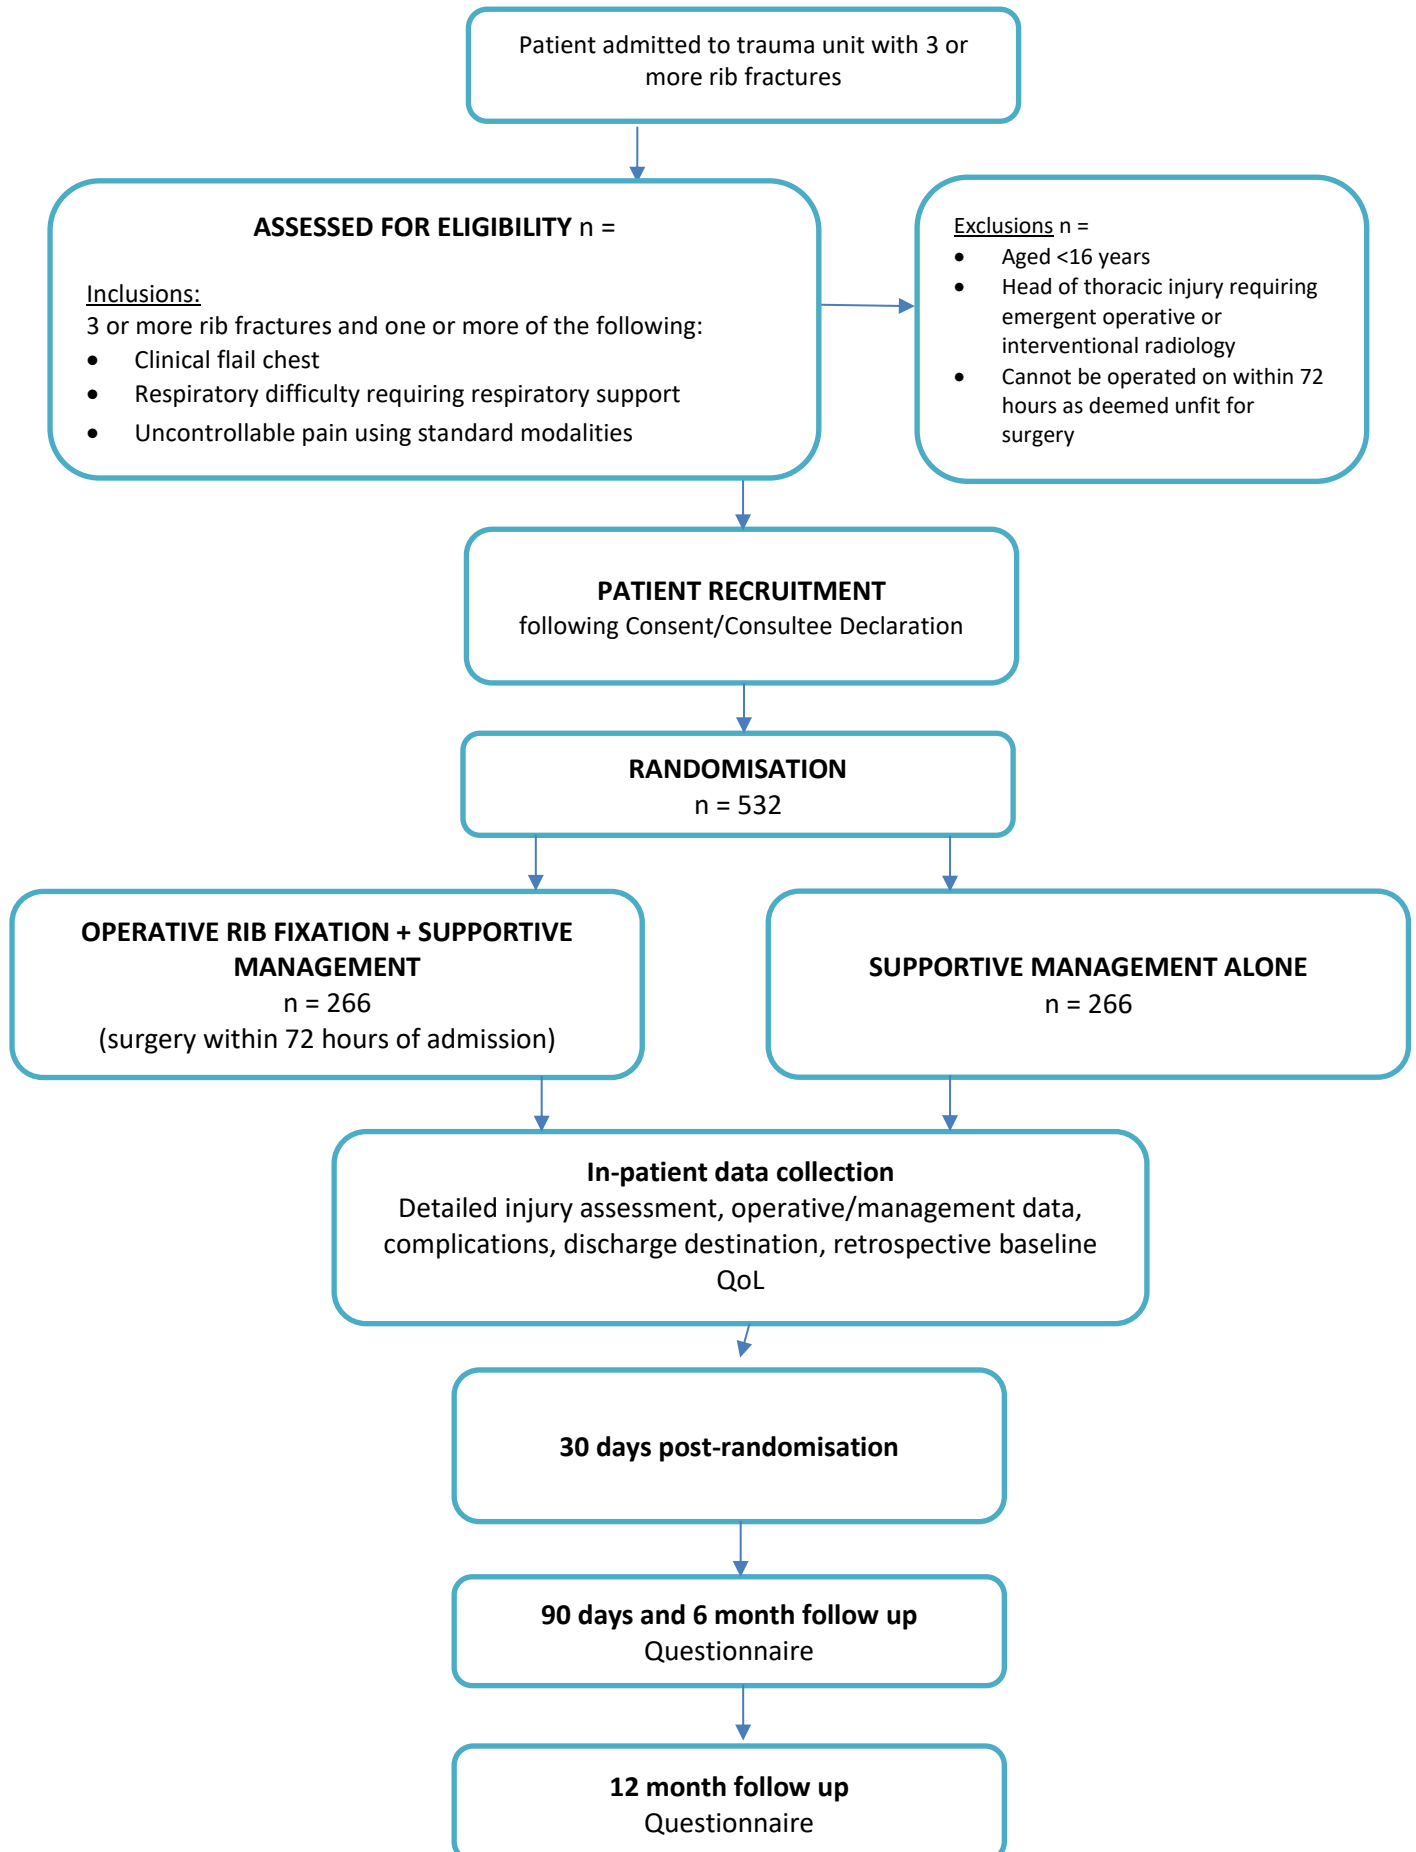 Patient admitted to trauma unit with 3 or
more rib fractures
ASSESSED FOR ELIGIBILITY n =
Inclusions:
3 or more rib fractures and one or more of the following:
• Clinical flail chest
• Respiratory difficulty requiring respiratory support
• Uncontrollable pain using standard modalities
Exclusions n =
• Aged <16 years
• Head of thoracic injury requiring
emergent operative or
interventional radiology
• Cannot be operated on within 72
hours as deemed unfit for
surgery
PATIENT RECRUITMENT
following Consent/Consultee Declaration
RANDOMISATION
n = 532
OPERATIVE RIB FIXATION + SUPPORTIVE
MANAGEMENT
n = 266
(surgery within 72 hours of admission)
SUPPORTIVE MANAGEMENT ALONE
n = 266
In-patient data collection
Detailed injury assessment, operative/management data,
complications, discharge destination, retrospective baseline
QoL
30 days post-randomisation
90 days and 6 month follow up
Questionnaire
12 month follow up
Questionnaire